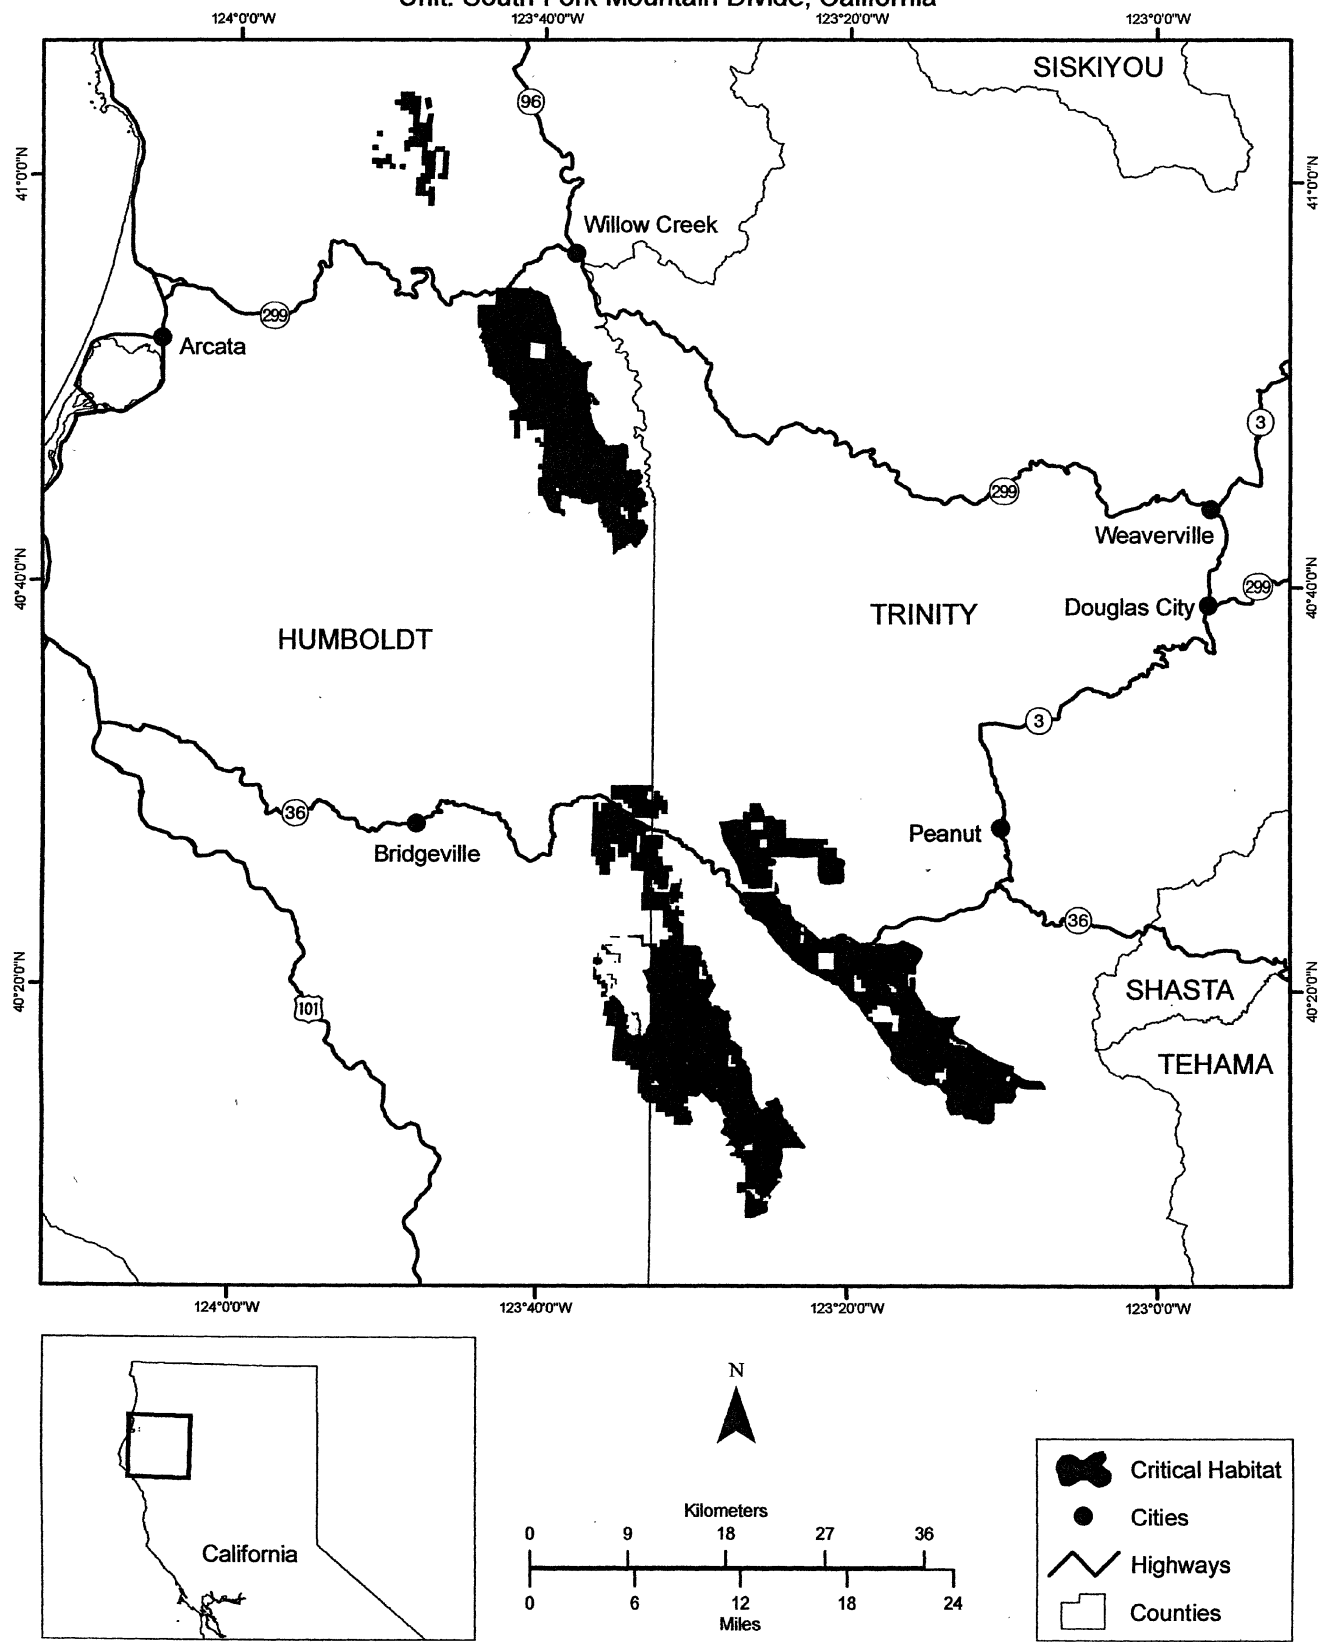 Unit: South Fork Mountain Divide, California
124°0'0"W 123°40'0"W 123°20'0"W 123°0'0"W
SISKIYOU
96
41°0'0"N
41°0'0"N
Willow Creek
299
Arcata
3
299
Weaverville
40°40'0"N
40°40'0"N
299
Douglas City
TRINITY
HUMBOLDT
3
36
Peanut
Bridgeville
36
40°20'0"N
40°20'0"N
SHASTA
101
TEHAMA
124°0'0"W 123°40'0"W 123°20'0"W 123°0'0"W
N
Kilometers
0 9 18 27 36
0 6 12 18 24
Miles
California
Critical Habitat
Cities
Highways
Counties